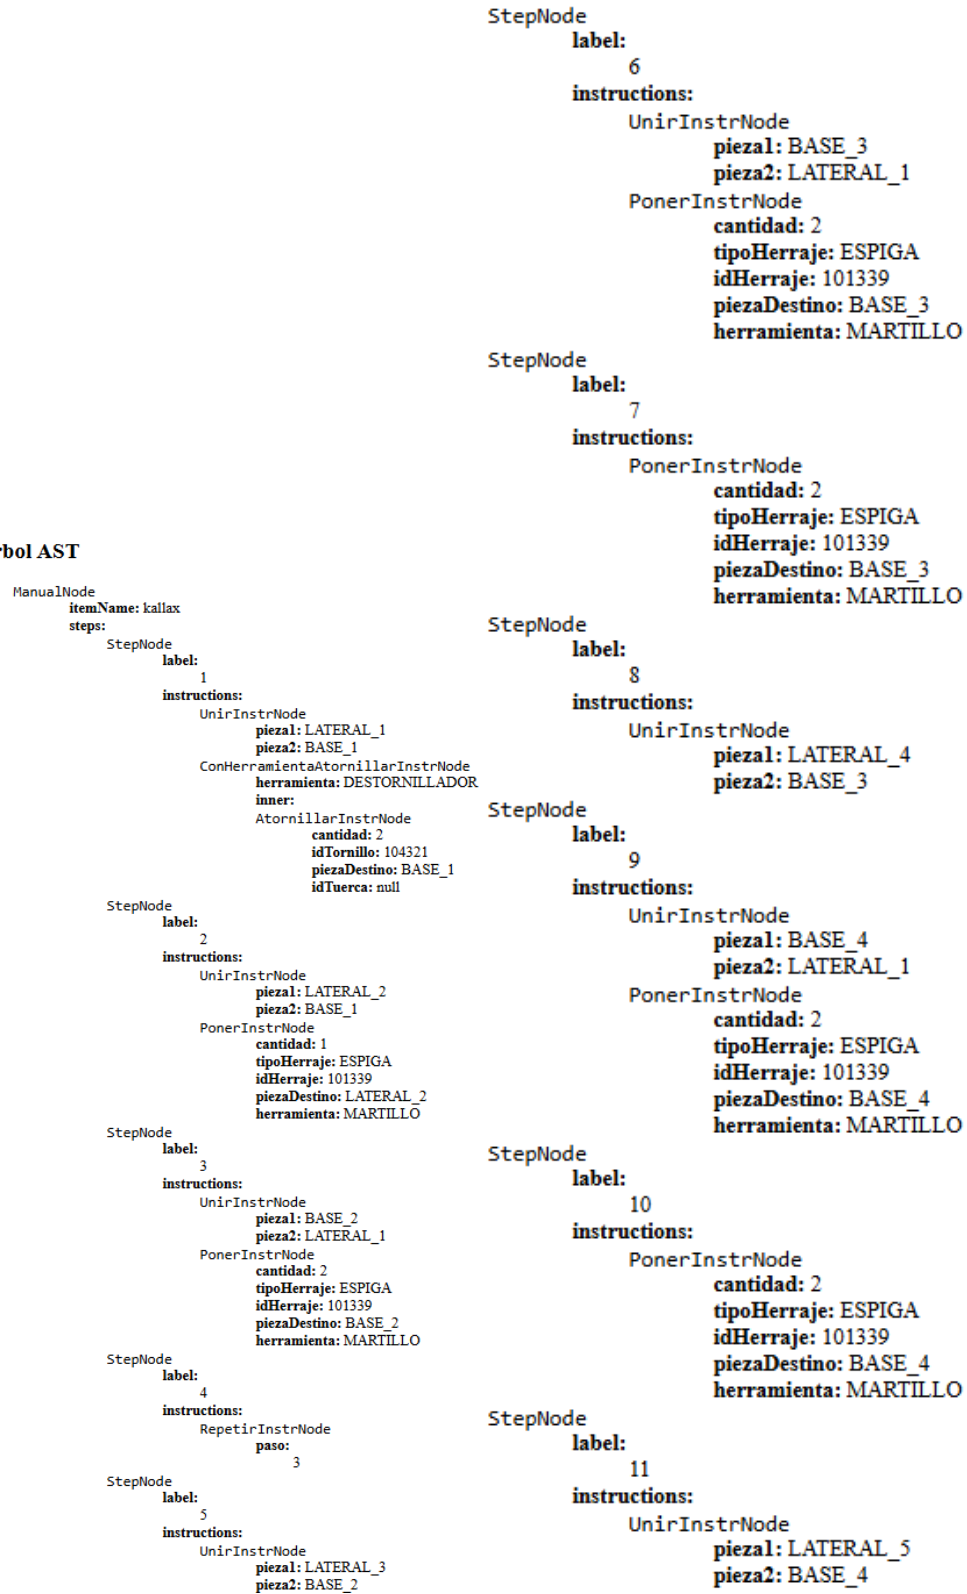 rbol AST
ManualNode
itemName: kallax
steps:
StepNode
label:
1
instructions:
UnirInstrNode
pieza1: LATERAL_1
pieza2: BASE_1
ConHerramientaAtornillarInstrNode
herramienta: DESTORNILLADOR
inner:
AtornillarInstrNode
cantidad: 2
idTornillo: 104321
piezaDestino: BASE_1
idTuerca: null
StepNode
label:
2
instructions:
UnirInstrNode
pieza1: LATERAL_2
pieza2: BASE_1
PonerInstrNode
cantidad: 1
tipoHerraje: ESPIGA
idHerraje: 101339
piezaDestino: LATERAL_2
herramienta: MARTILLO
StepNode
label:
3
instructions:
UnirInstrNode
pieza1: BASE_2
pieza2: LATERAL_1
PonerInstrNode
cantidad: 2
tipoHerraje: ESPIGA
idHerraje: 101339
piezaDestino: BASE_2
herramienta: MARTILLO
StepNode
label:
4
instructions:
RepetirInstrNode
paso:
3
StepNode
label:
5
instructions:
UnirInstrNode
pieza1: LATERAL_3
pieza2: BASE_2
StepNode
label:
6
instructions:
UnirInstrNode
pieza1: BASE_3
pieza2: LATERAL_1
PonerInstrNode
cantidad: 2
tipoHerraje: ESPIGA
idHerraje: 101339
piezaDestino: BASE_3
herramienta: MARTILLO
StepNode
label:
7
instructions:
PonerInstrNode
cantidad: 2
tipoHerraje: ESPIGA
idHerraje: 101339
piezaDestino: BASE_3
herramienta: MARTILLO
StepNode
label:
8
instructions:
UnirInstrNode
pieza1: LATERAL_4
pieza2: BASE_3
StepNode
label:
9
instructions:
UnirInstrNode
pieza1: BASE_4
pieza2: LATERAL_1
PonerInstrNode
cantidad: 2
tipoHerraje: ESPIGA
idHerraje: 101339
piezaDestino: BASE_4
herramienta: MARTILLO
StepNode
label:
10
instructions:
PonerInstrNode
cantidad: 2
tipoHerraje: ESPIGA
idHerraje: 101339
piezaDestino: BASE_4
herramienta: MARTILLO
StepNode
label:
11
instructions:
UnirInstrNode
pieza1: LATERAL_5
pieza2: BASE_4